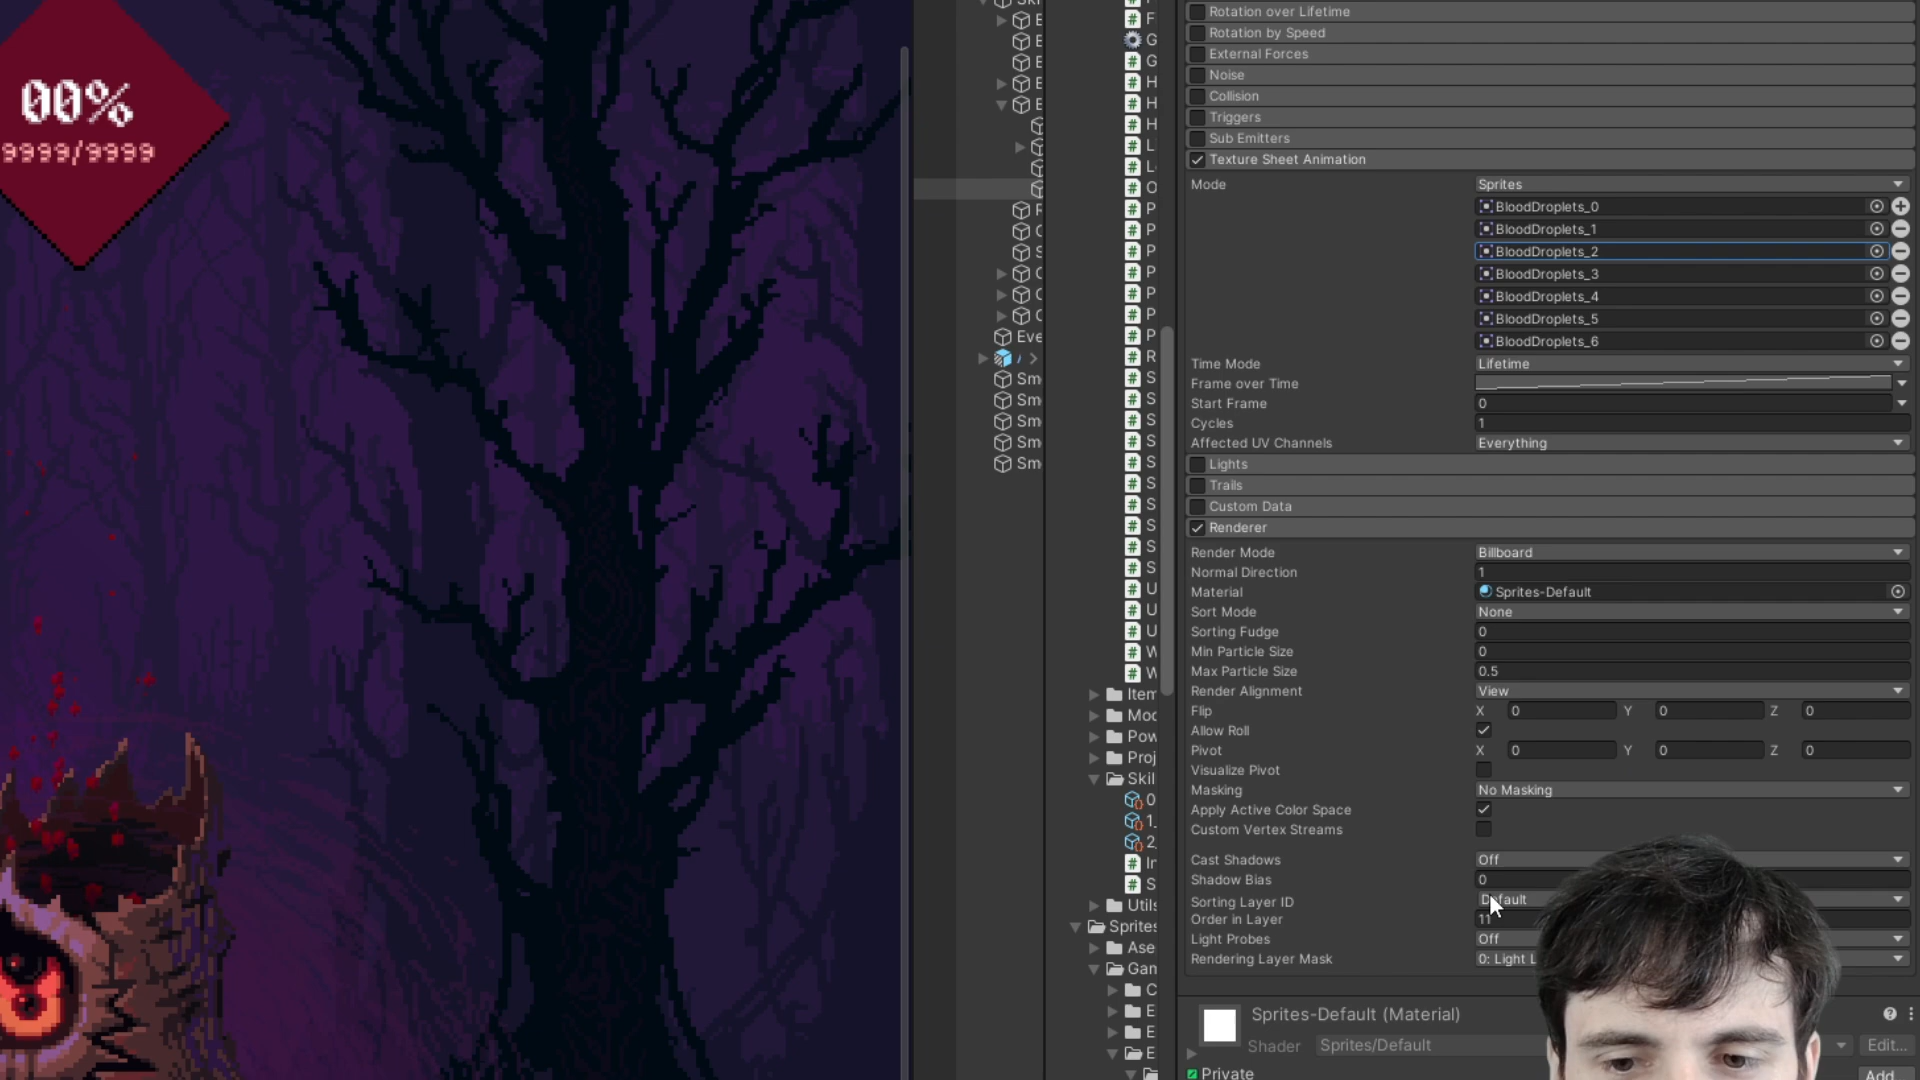 00%
9999/9999
Eve
Sm
Sm
Sm
Sm
Sm
Item
Pow
Proj
Skil
Utils
Sprites
Ase
Rotation over Lifetime
Rotation by Speed
External Forces
Noise
Collision
Triggers
Sub Emitters
Texture Sheet Animation
Mode Sprites
BloodDroplets_0
BloodDroplets_1
BloodDroplets_2
BloodDroplets_3
BloodDroplets_4
BloodDroplets_5
BloodDroplets_6
Time Mode Lifetime
Frame over Time
Start Frame 0
Cycles 1
Affected UV Channels Everything
Lights
Trails
Custom Data
Renderer
Render Mode Billboard
Normal Direction 1
Material Sprites-Default
Sort Mode None
Sorting Fudge 0
Min Particle Size 0
Max Particle Size 0.5
Render Alignment View
Flip X 0 Y 0 Z 0
Allow Roll
Pivot X 0 Y 0 Z 0
Visualize Pivot
Masking No Masking
Apply Active Color Space
Custom Vertex Streams
Cast Shadows Off
Shadow Bias 0
Sorting Layer ID Default
Order in Layer 11
Light Probes Off
Rendering Layer Mask 0: Light L
Sprites-Default (Material)
Shader Sprites/Default Edit...
Private
Add